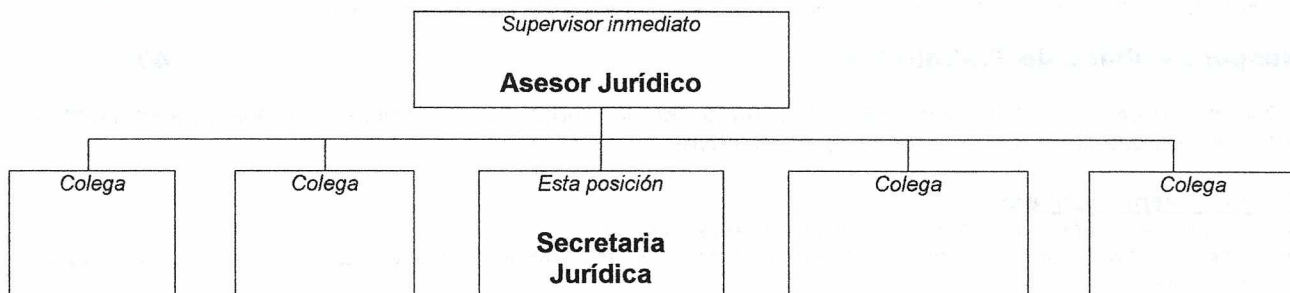 Supervisor inmediato
Asesor Jurídico
Colega
Colega
Esta posición
Colega
Colega
Secretaria
Jurídica